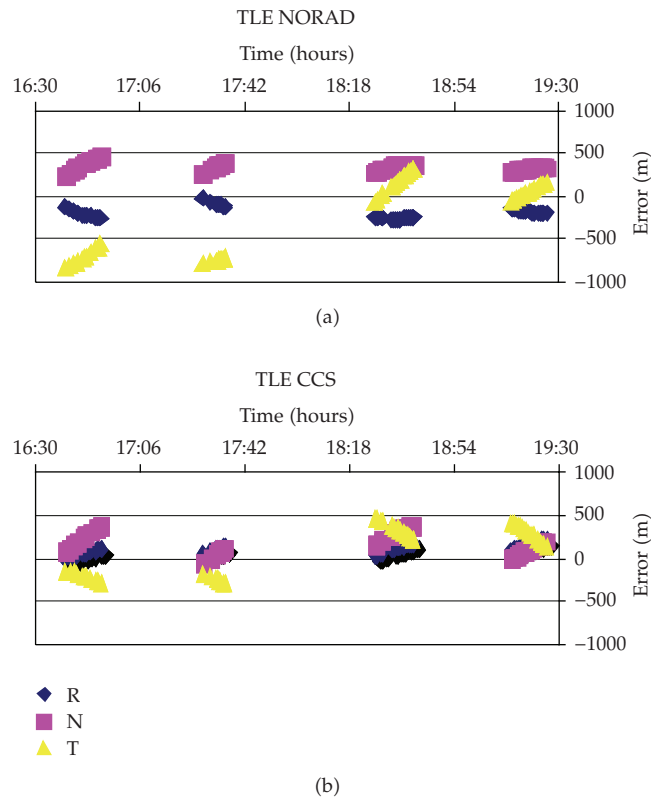 TLE NORAD
Time (hours)
16:30 17:06 17:42 18:18 18:54 19:30
1000
500
0
−500
−1000
Error (m)
(a)
TLE CCS
Time (hours)
16:30 17:06 17:42 18:18 18:54 19:30
1000
500
0
−500
−1000
Error (m)
R
N
T
(b)